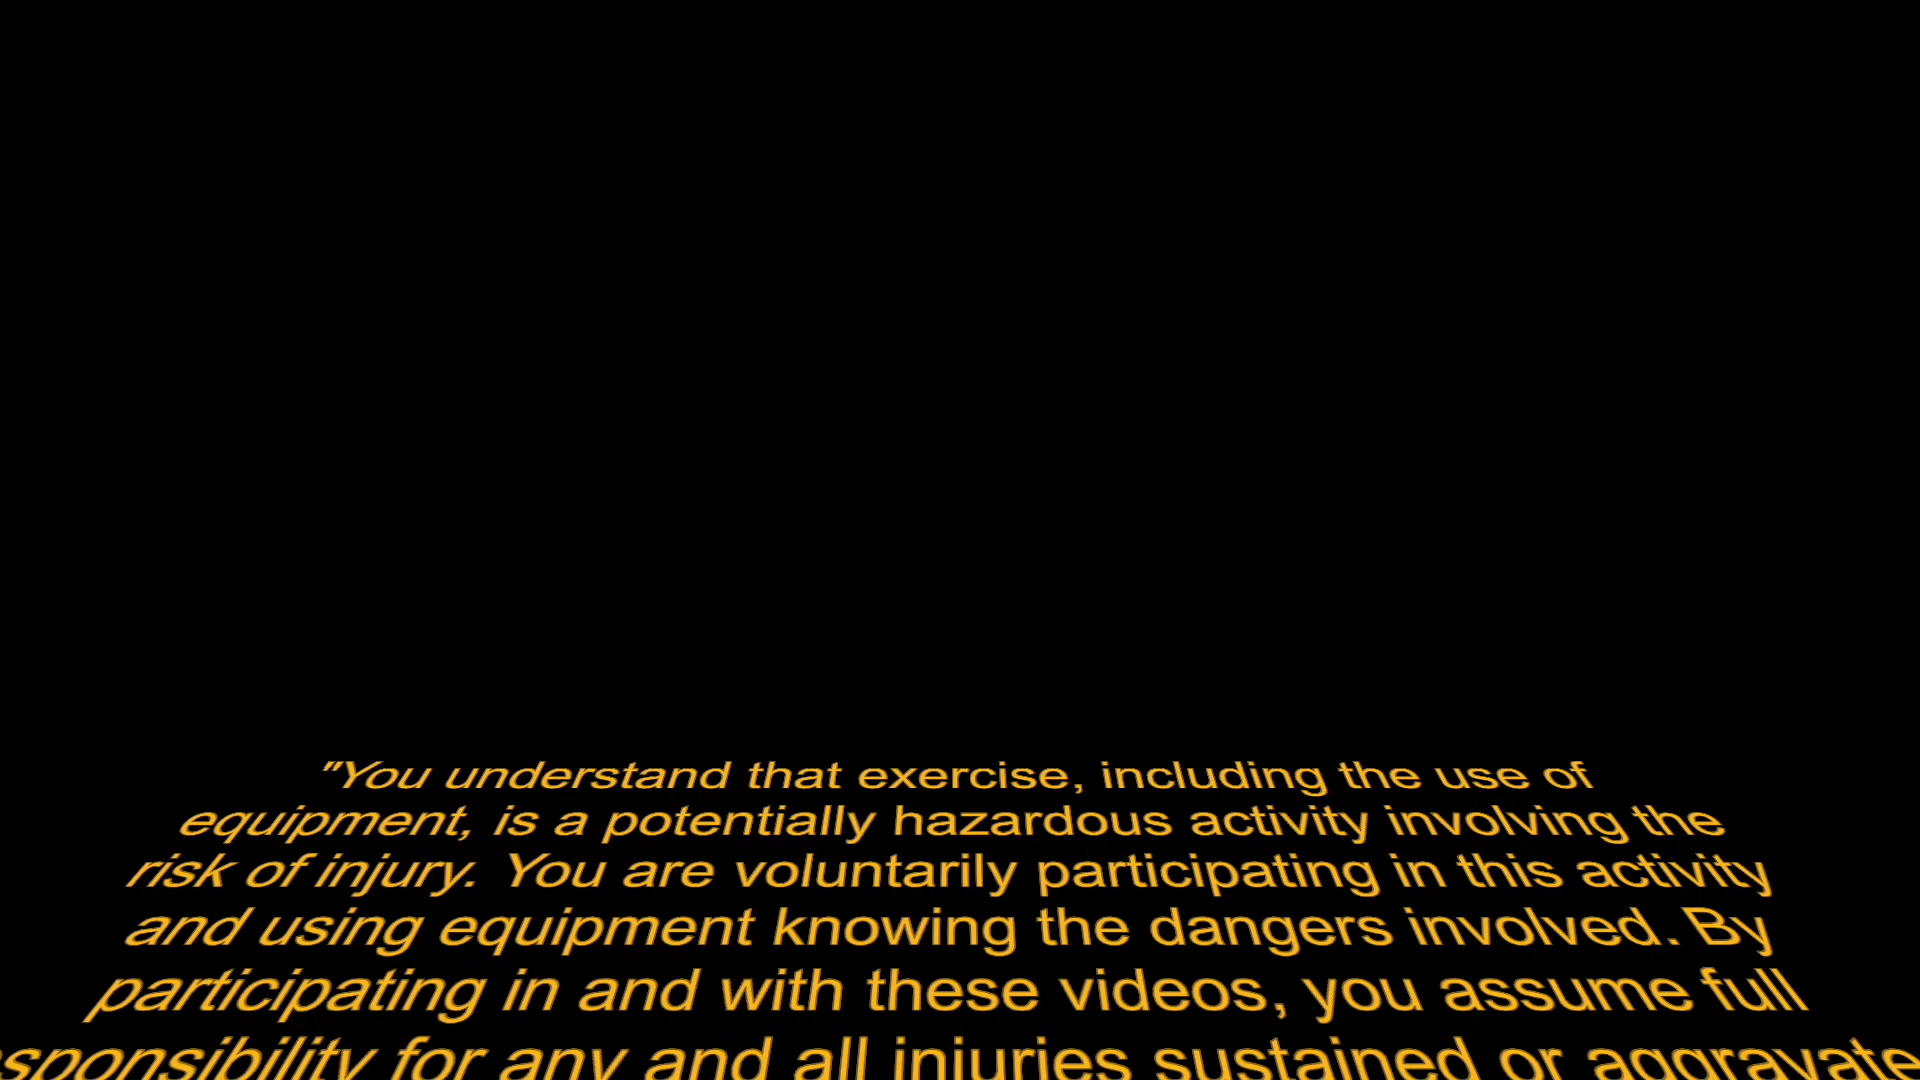 "You understand that exercise, including the use of
equipment, is a potentially hazardous activity involving the
risk of injury. You are voluntarily participating in this activity
and using equipment knowing the dangers involved. By
participating in and with these videos, you assume full
for any and all injuries sustained or